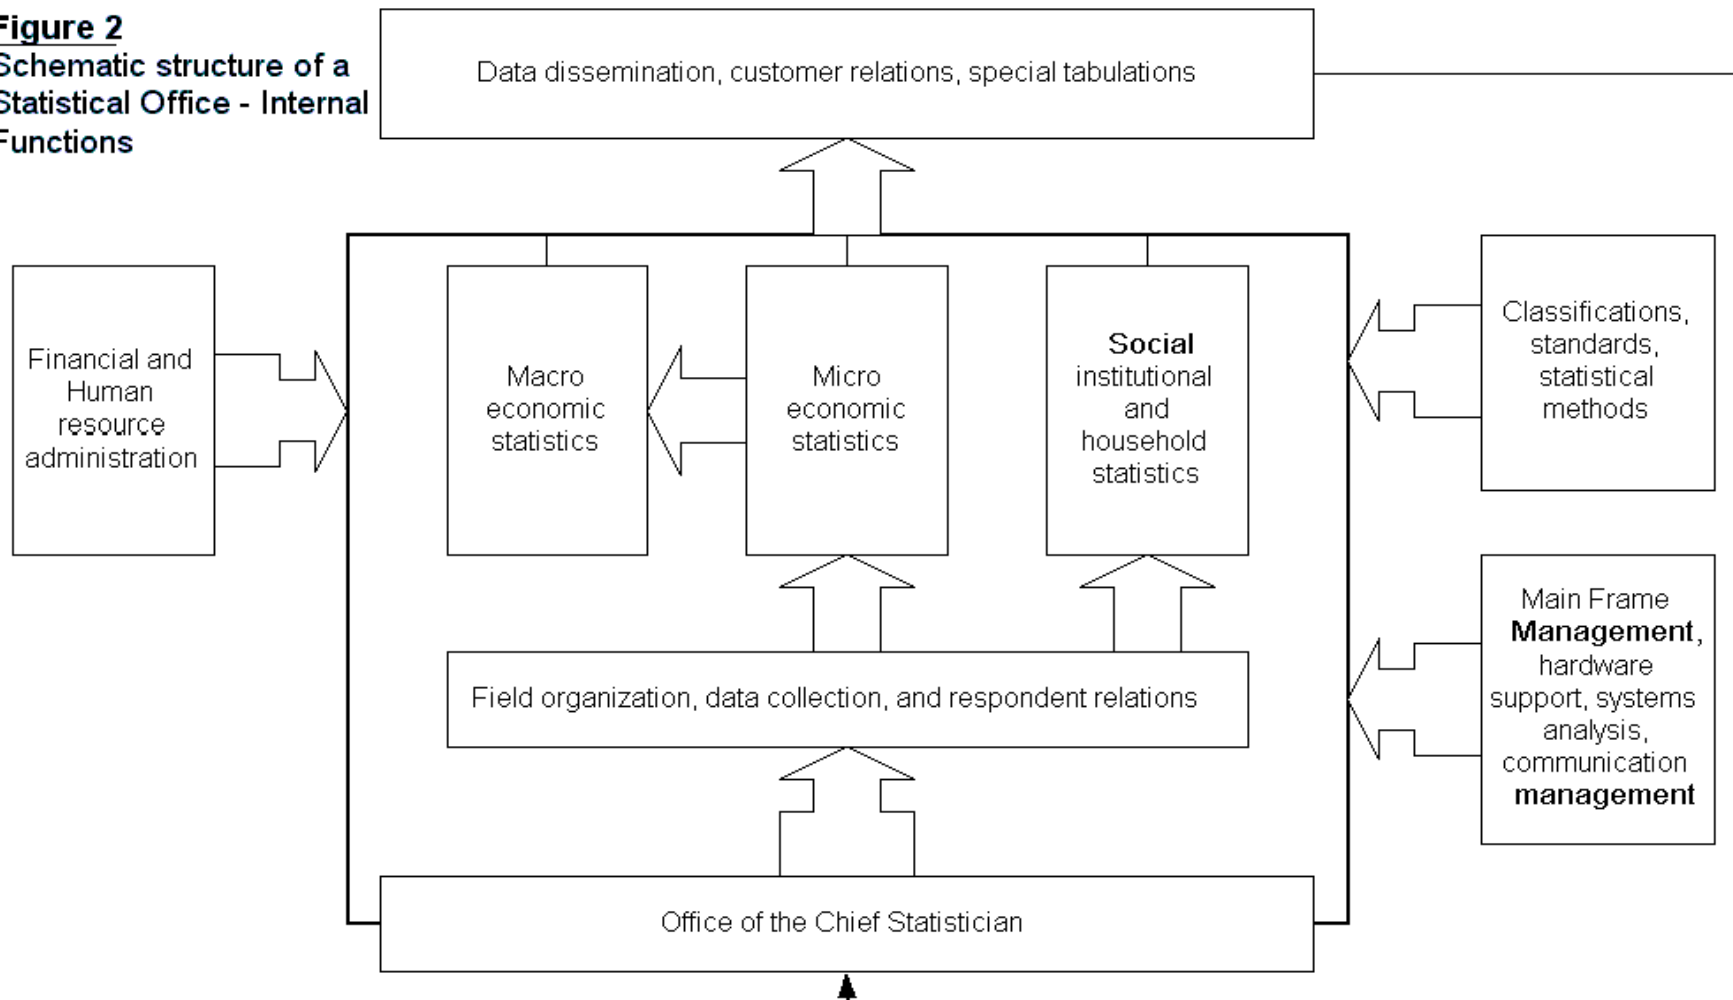 Figure 2
Schematic structure of a
Statistical Office - Internal
Functions
Data dissemination, customer relations, special tabulations
Financial and
Human
resource
administration
Macro
economic
statistics
Micro
economic
statistics
Social
institutional
and
household
statistics
Classifications,
standards,
statistical
methods
Main Frame
Management,
hardware
support, systems
analysis,
communication
management
Field organization, data collection, and respondent relations
Office of the Chief Statistician